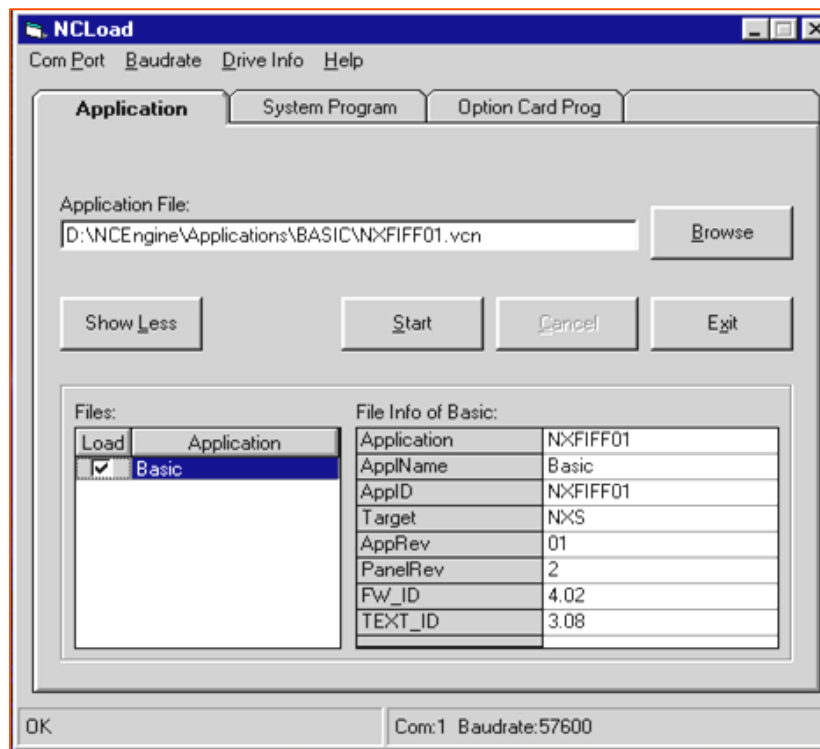 NCLoad
Com Port Baudrate Drive Info Help
Application System Program Option Card Prog
Application File:
D:\NCEngine\Applications\BASIC\NXFIFF01.vcn Browse
Show Less Start Cancel Exit
Files: File Info of Basic:
Load Application Application NXFIFF01
Basic ApplName Basic
AppID NXFIFF01
Target NXS
AppRev 01
PanelRev 2
FW_ID 4.02
TEXT_ID 3.08
OK Com:1 Baudrate:57600